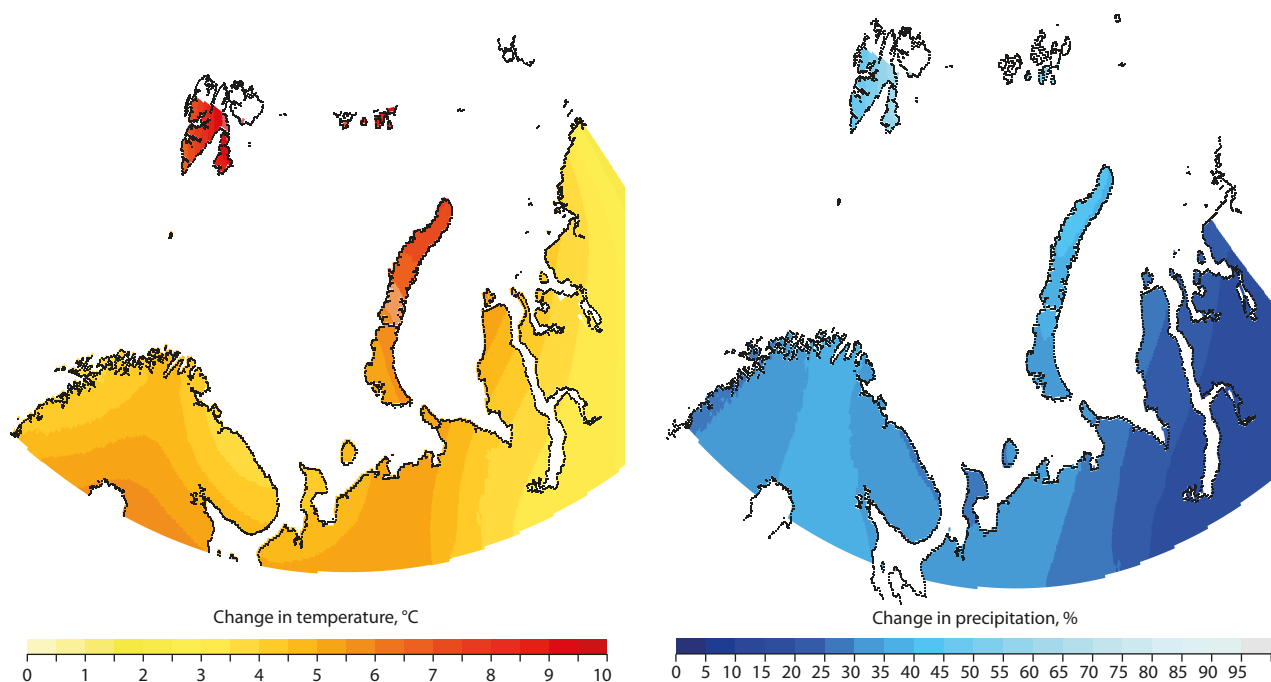 Change in temperature, °C
0 1 2 3 4 5 6 7 8 9 10
Change in precipitation, %
0 5 10 15 20 25 30 35 40 45 50 55 60 65 70 75 80 85 90 95